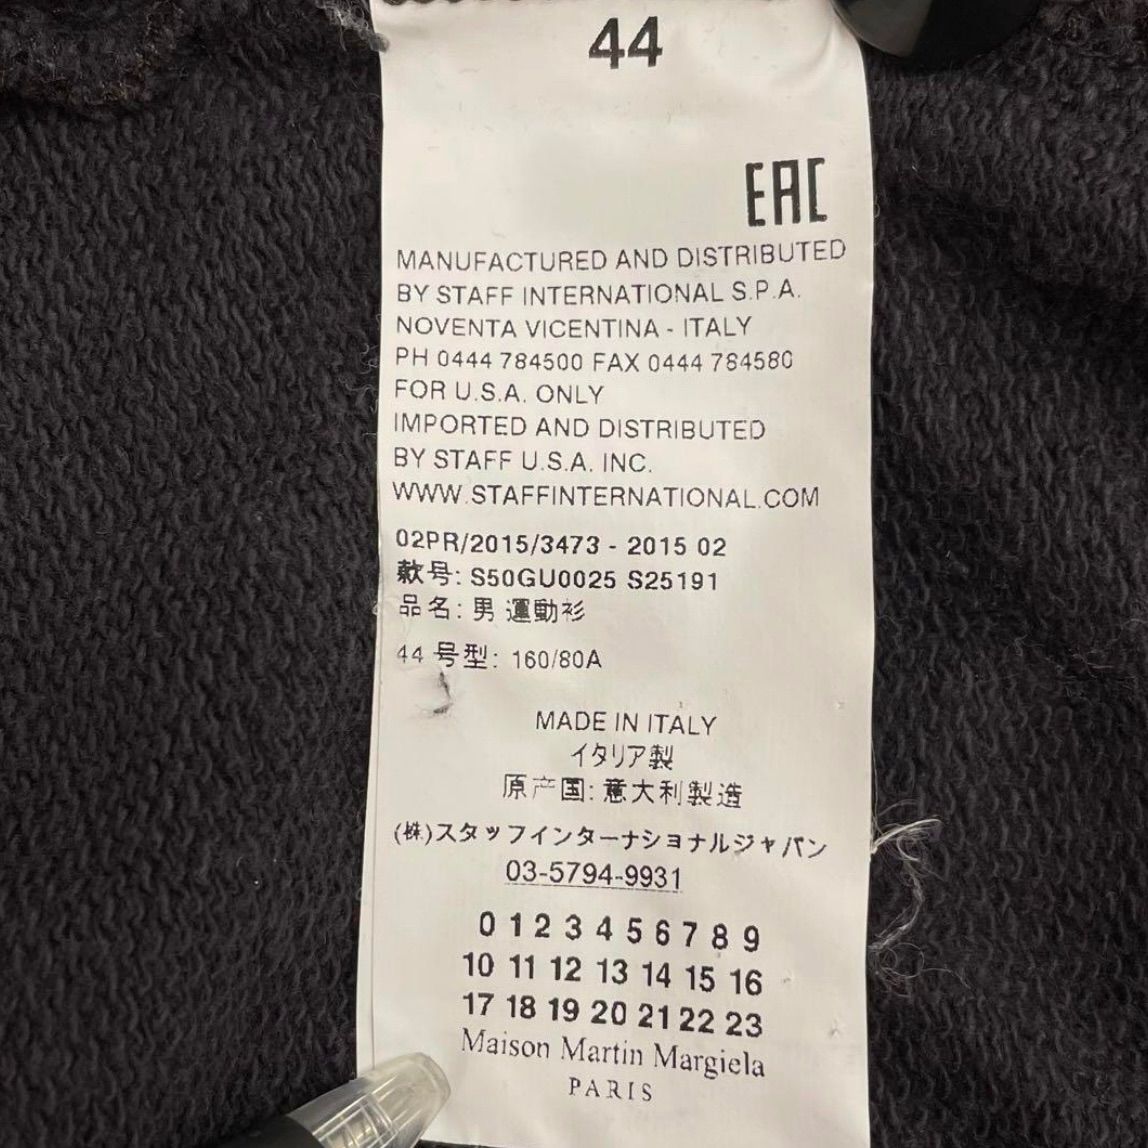 44
EAC
MANUFACTURED AND DISTRIBUTED
BY STAFF INTERNATIONAL S.P.A.
NOVENTA VICENTINA - ITALY
PH 0444 784500 FAX 0444 784580
FOR U.S.A. ONLY
IMPORTED AND DISTRIBUTED
BY STAFF U.S.A. INC.
WWW.STAFFINTERNATIONAL.COM
02PR/2015/3473 - 2015 02
款号: S50GU0025 S25191
品名: 男 運動衫
44 号型: 160/80A
MADE IN ITALY
イタリア製
原产国: 意大利製造
(株)スタッフインターナショナルジャパン
03-5794-9931
0 1 2 3 4 5 6 7 8 9
10 11 12 13 14 15 16
17 18 19 20 21 22 23
Maison Martin Margiela
PARIS